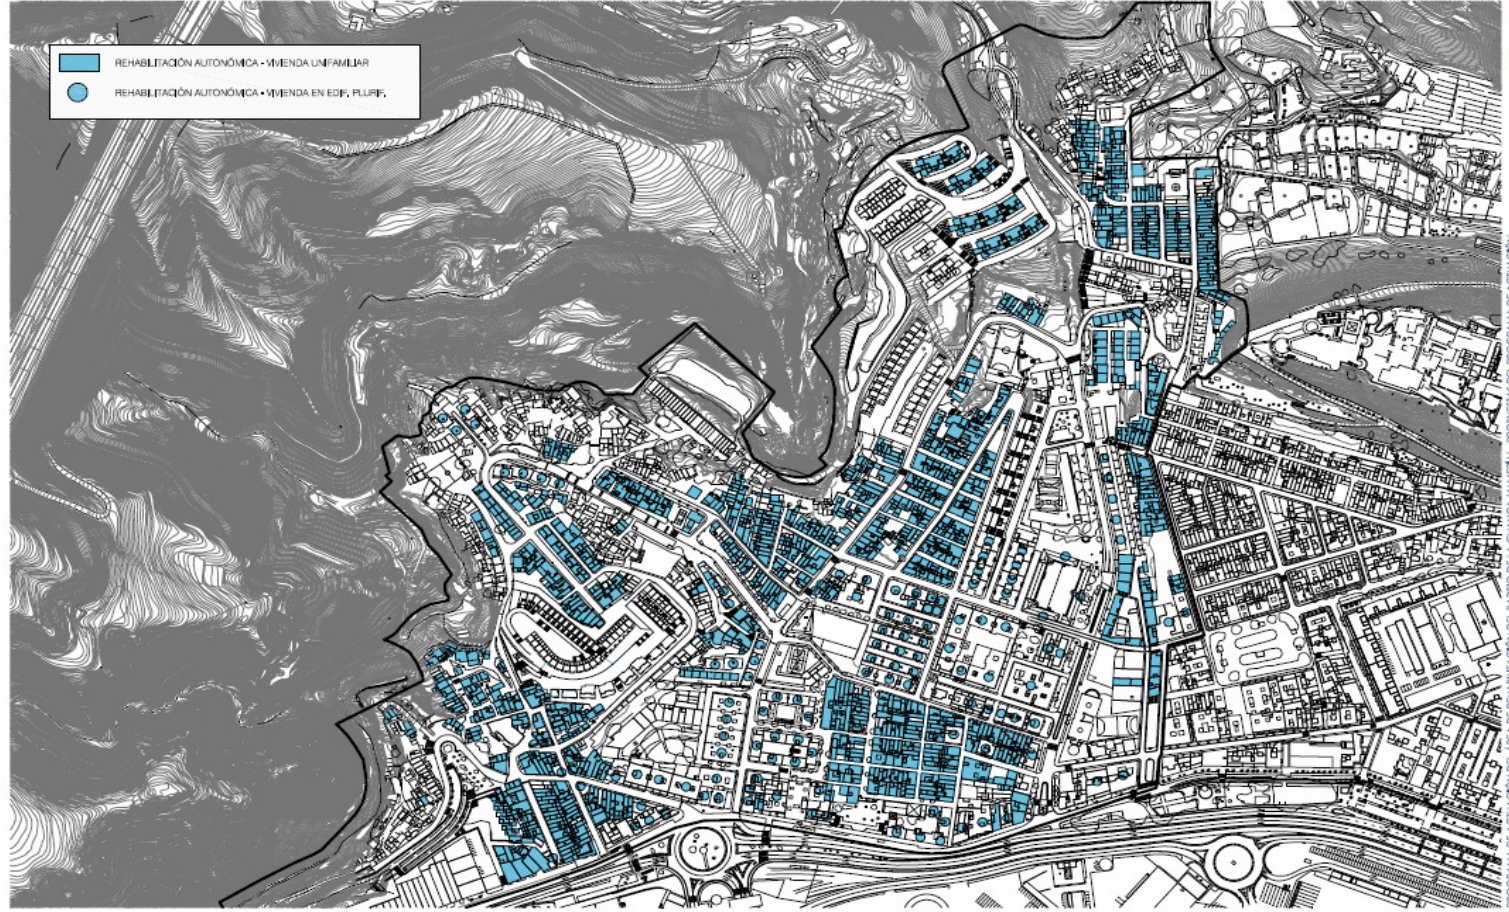 REHABILITACIÓN AUTONÓMICA - VIVIENDA UNIFAMILIAR
REHABILITACIÓN AUTONÓMICA - VIVIENDA EN EDIF. PLURIF.